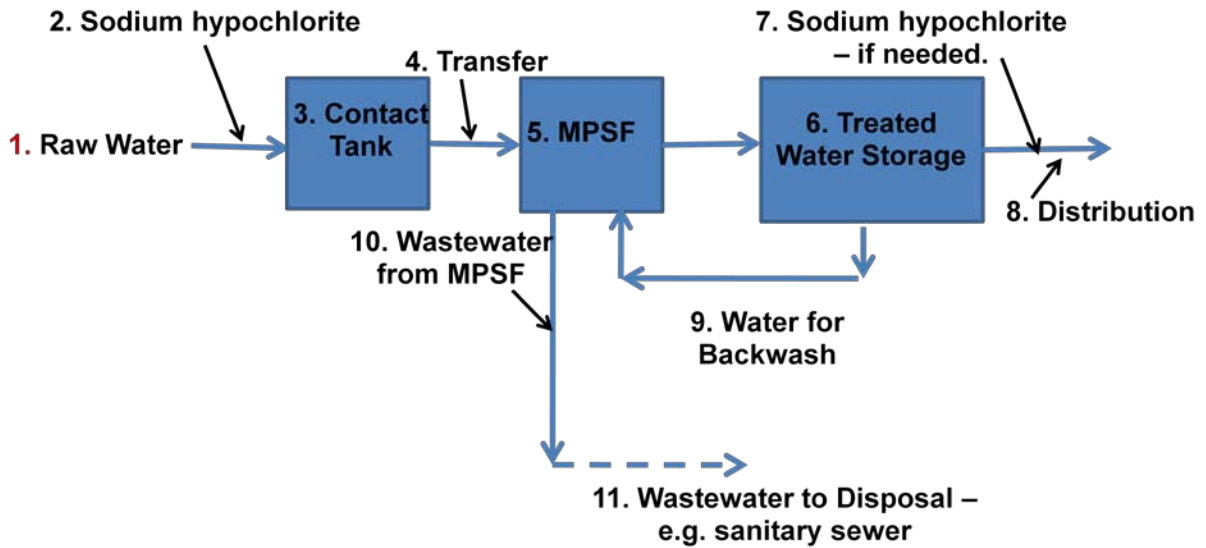 2. Sodium hypochlorite
7. Sodium hypochlorite
– if needed.
4. Transfer
1. Raw Water
3. Contact
Tank
5. MPSF
6. Treated
Water Storage
8. Distribution
10. Wastewater
from MPSF
9. Water for
Backwash
11. Wastewater to Disposal –
e.g. sanitary sewer